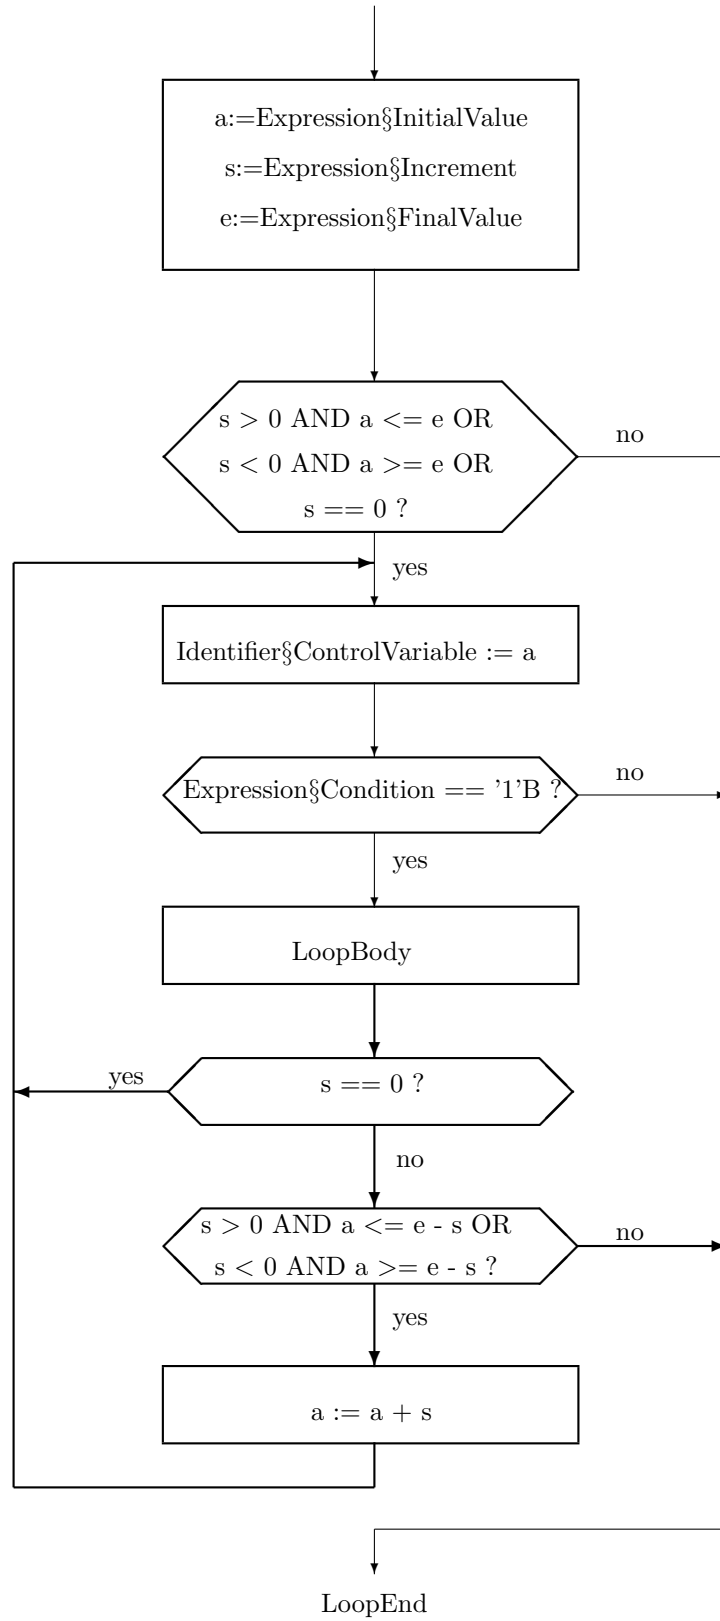 a:=Expression§InitialValue
s:=Expression§Increment
e:=Expression§FinalValue
s > 0 AND a <= e OR
no
s < 0 AND a >= e OR
s == 0 ?
yes
Identifier§ControlVariable := a
Expression§Condition == '1'B ?
no
yes
LoopBody
s == 0 ?
yes
no
s > 0 AND a <= e - s OR
no
s < 0 AND a >= e - s ?
yes
a := a + s
LoopEnd